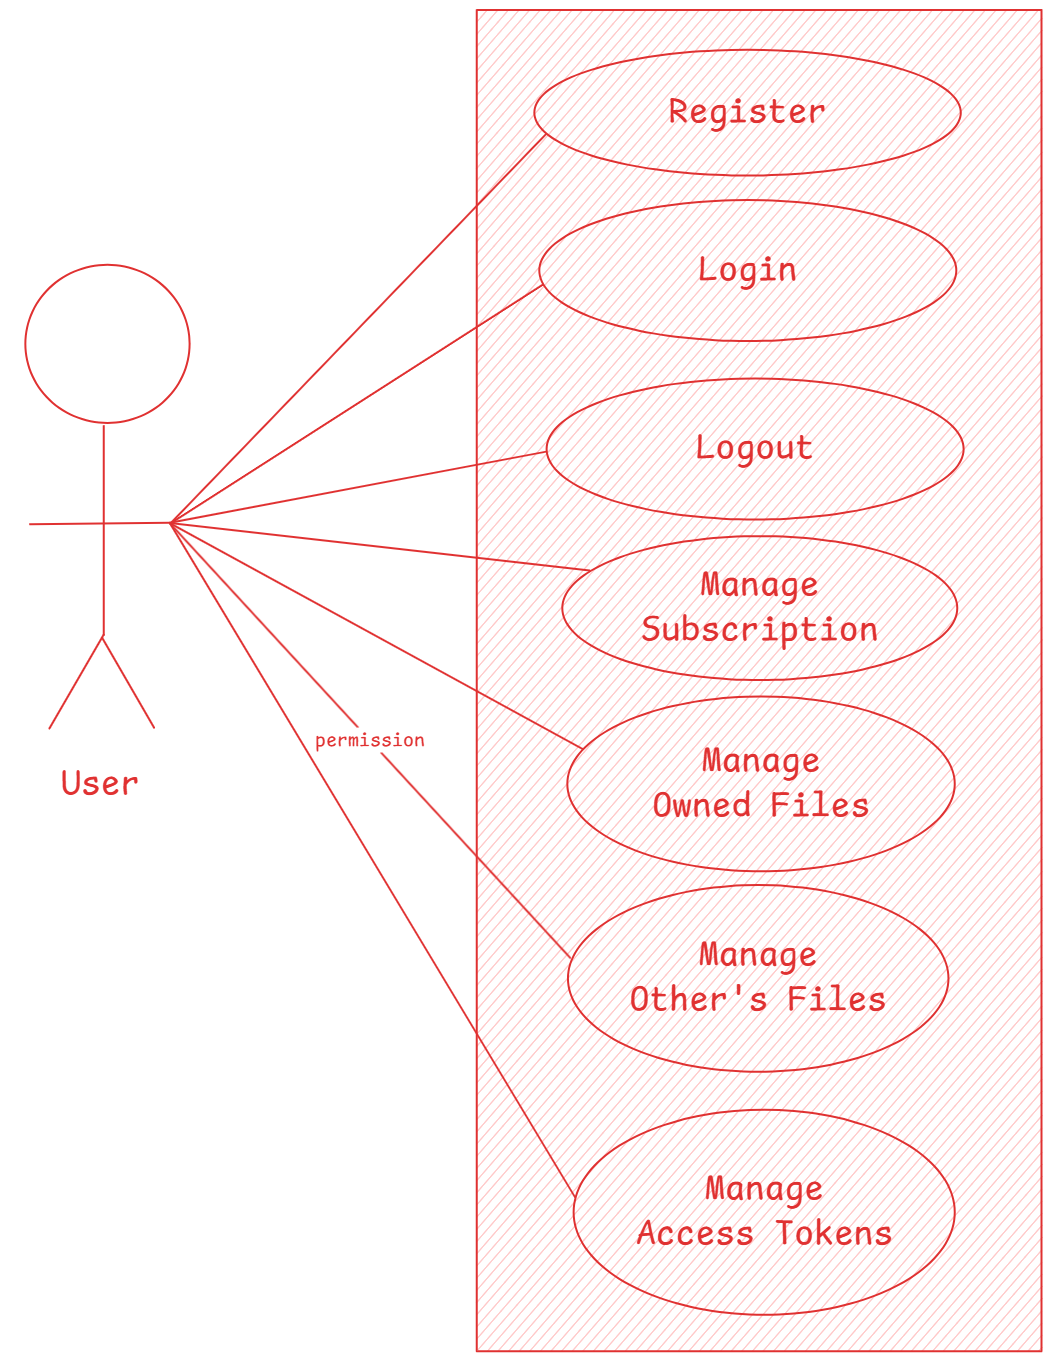 Register
Login
Logout
Manage
Subscription
Manage
Owned Files
permission
User
Manage
Other's Files
Manage
Access Tokens